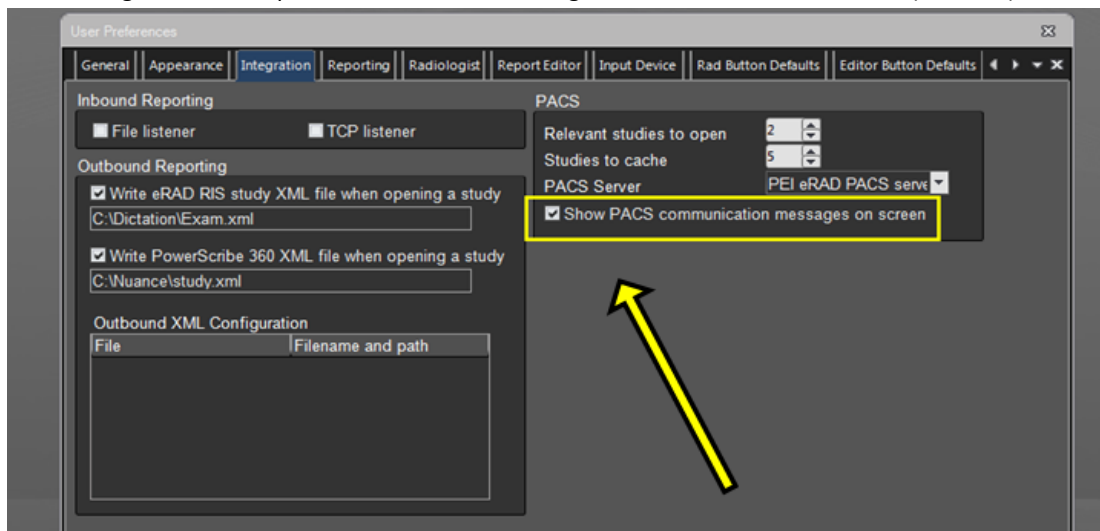 User Preferences
General Appearance Integration Reporting Radiologist Report Editor Input Device Rad Button Defaults Editor Button Defaults
Inbound Reporting
File listener TCP listener
Outbound Reporting
Write eRAD RIS study XML file when opening a study
C:\Dictation\Exam.xml
Write PowerScribe 360 XML file when opening a study
C:\Nuance\study.xml
Outbound XML Configuration
File Filename and path
PACS
Relevant studies to open 2
Studies to cache 5
PACS Server PEI eRAD PACS serve
Show PACS communication messages on screen